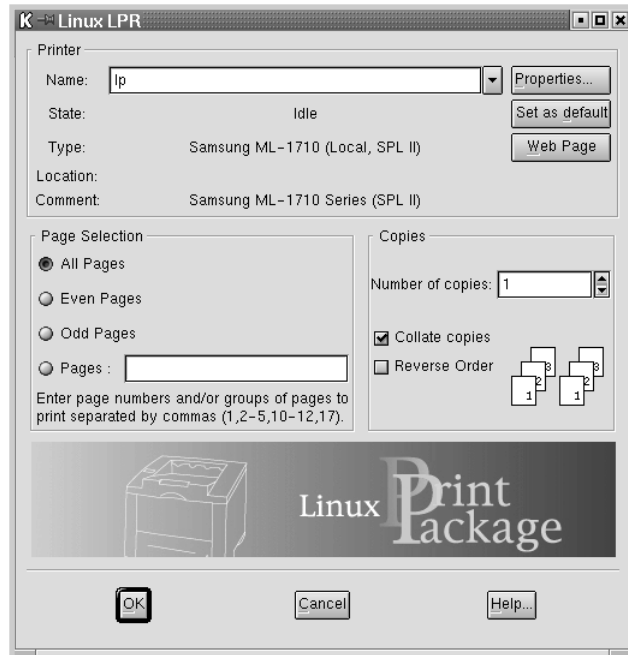 K Linux LPR
Printer
Name: lp Properties...
State: Idle Set as default
Type: Samsung ML-1710 (Local, SPL II) Web Page
Location:
Comment: Samsung ML-1710 Series (SPL II)
Page Selection
All Pages
Even Pages
Odd Pages
Pages :
Enter page numbers and/or groups of pages to
print separated by commas (1,2-5,10-12,17).
Copies
Number of copies: 1
Collate copies
Reverse Order
3 3
2 2
1 1
Linux Print
Package
OK Cancel Help...